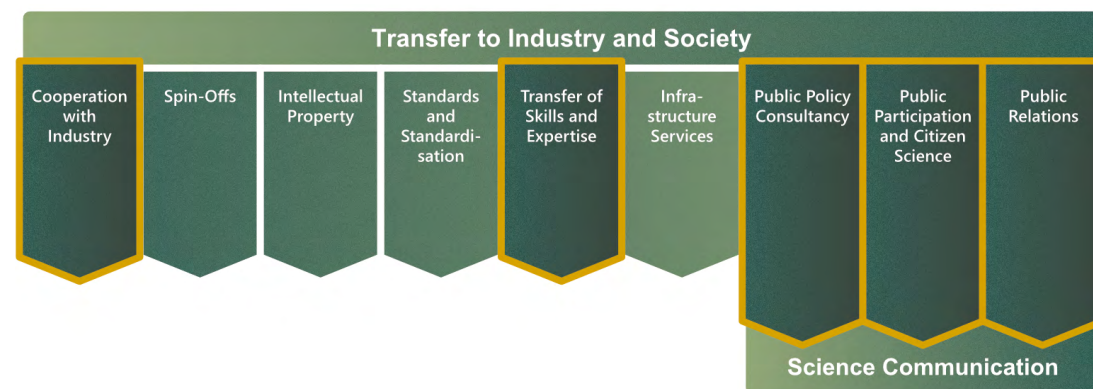 Transfer to Industry and Society
Cooperation
with
Industry
Spin-Offs
Intellectual
Property
Standards
and
Standardi-
sation
Transfer of
Skills and
Expertise
Infra-
structure
Services
Public Policy
Consultancy
Public
Participation
and Citizen
Science
Public
Relations
Science Communication